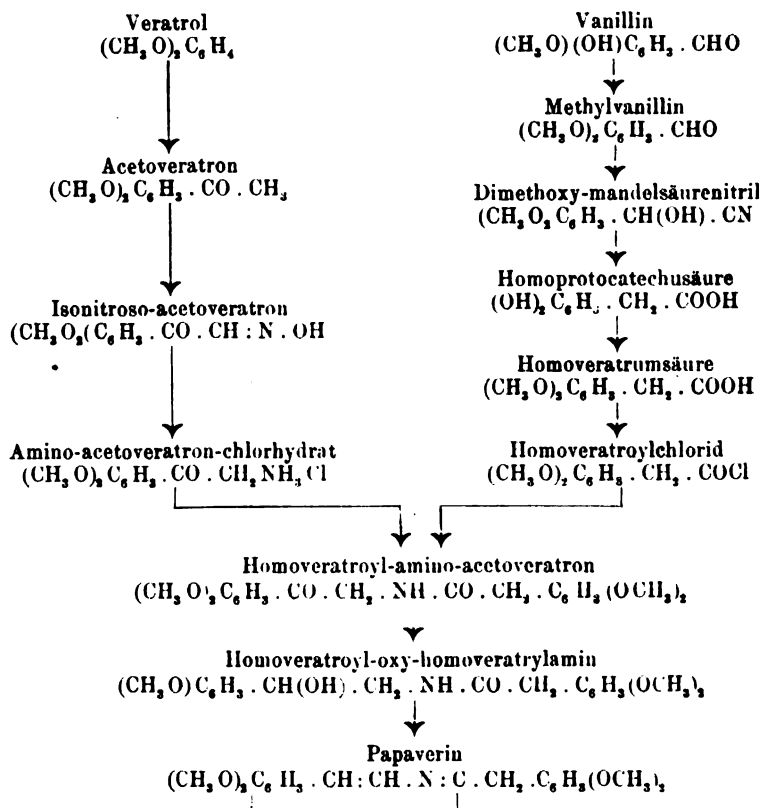 Veratrol
(CH₃O)₂C₆H₄
Acetoveratron
(CH₃O)₂C₆H₃.CO.CH₃
Isonitroso-acetoveratron
(CH₃O₂(C₆H₃.CO.CH:N.OH
Amino-acetoveratron-chlorhydrat
(CH₃O)₂C₆H₃.CO.CH₂NH₃Cl
Vanillin
(CH₃O)(OH)C₆H₃.CHO
Methylvanillin
(CH₃O)₂C₆H₃.CHO
Dimethoxy-mandelsäurenitril
(CH₃O₂C₆H₃.CH(OH).CN
Homoprotocatechusäure
(OH)₂C₆H₃.CH₂.COOH
Homoveratrumsäure
(CH₃O)₂C₆H₃.CH₂.COOH
Homoveratroylchlorid
(CH₃O)₂C₆H₃.CH₂.COCl
Homoveratroyl-amino-acetoveratron
(CH₃O)₂C₆H₃.CO.CH₂.NH.CO.CH₂.C₆H₃(OCH₃)₂
Homoveratroyl-oxy-homoveratrylamin
(CH₃O)C₆H₃.CH(OH).CH₂.NH.CO.CH₂.C₆H₃(OCH₃)₂
Papaverin
(CH₃O)₂C₆H₃.CH:CH.N:C.CH₂.C₆H₃(OCH₃)₂